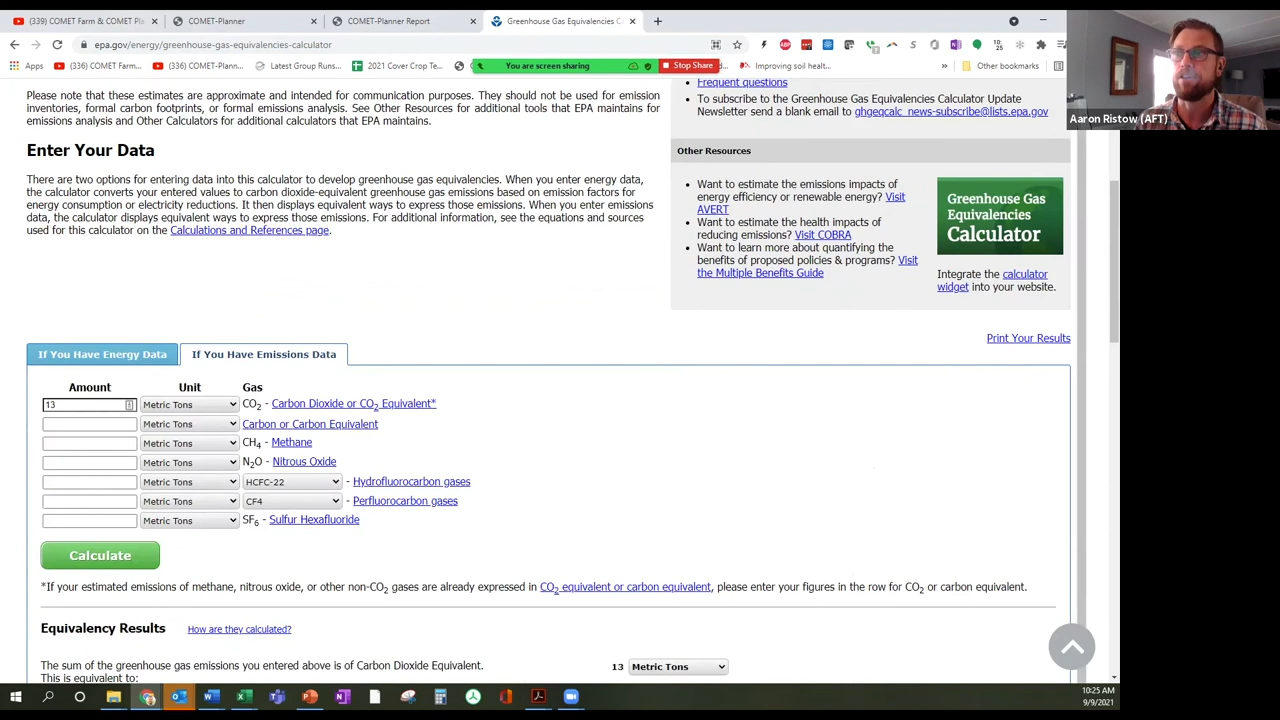 (339) COMET Farm & COMET Pl
COMET-Planner
COMET-Planner Report
Greenhouse Gas Equivalencies C
epa.gov/energy/greenhouse-gas-equivalencies-calculator
Apps
(336) COMET Farm...
(196) COMET-Plann...
Latest Group Runs...
2021 Cover Crop Te...
You are screen sharing
Stop Share
Improving soil healt...
»
Other bookmarks
Aaron Ristow (AFT)
Please note that these estimates are approximate and intended for communication purposes. They should not be used for emission
inventories, formal carbon footprints, or formal emissions analysis. See Other Resources for additional tools that EPA maintains for
emissions analysis and Other Calculators for additional calculators that EPA maintains.
Frequent questions
To subscribe to the Greenhouse Gas Equivalencies Calculator Update
Newsletter send a blank email to ghgeqcalc_news-subscribe@lists.epa.gov
Enter Your Data
There are two options for entering data into this calculator to develop greenhouse gas equivalencies. When you enter energy data,
the calculator converts your entered values to carbon dioxide-equivalent greenhouse gas emissions based on emission factors for
energy consumption or electricity reductions. It then displays equivalent ways to express those emissions. When you enter emissions
data, the calculator displays equivalent ways to express those emissions. For additional information, see the equations and sources
used for this calculator on the Calculations and References page.
Other Resources
Want to estimate the emissions impacts of
energy efficiency or renewable energy? Visit
AVERT
Want to estimate the health impacts of
reducing emissions? Visit COBRA
Want to learn more about quantifying the
benefits of proposed policies & programs? Visit
the Multiple Benefits Guide
Greenhouse Gas
Equivalencies
Calculator
Integrate the calculator
widget into your website.
Print Your Results
If You Have Energy Data
If You Have Emissions Data
Amount Unit Gas
13 Metric Tons CO2 - Carbon Dioxide or CO2 Equivalent*
Metric Tons Carbon or Carbon Equivalent
Metric Tons CH4 - Methane
Metric Tons N2O - Nitrous Oxide
Metric Tons HCFC-22 - Hydrofluorocarbon gases
Metric Tons CF4 - Perfluorocarbon gases
Metric Tons SF6 - Sulfur Hexafluoride
Calculate
*If your estimated emissions of methane, nitrous oxide, or other non-CO2 gases are already expressed in CO2 equivalent or carbon equivalent, please enter your figures in the row for CO2 or carbon equivalent.
Equivalency Results How are they calculated?
The sum of the greenhouse gas emissions you entered above is of Carbon Dioxide Equivalent. 13 Metric Tons
This is equivalent to:
10:25 AM
9/9/2021